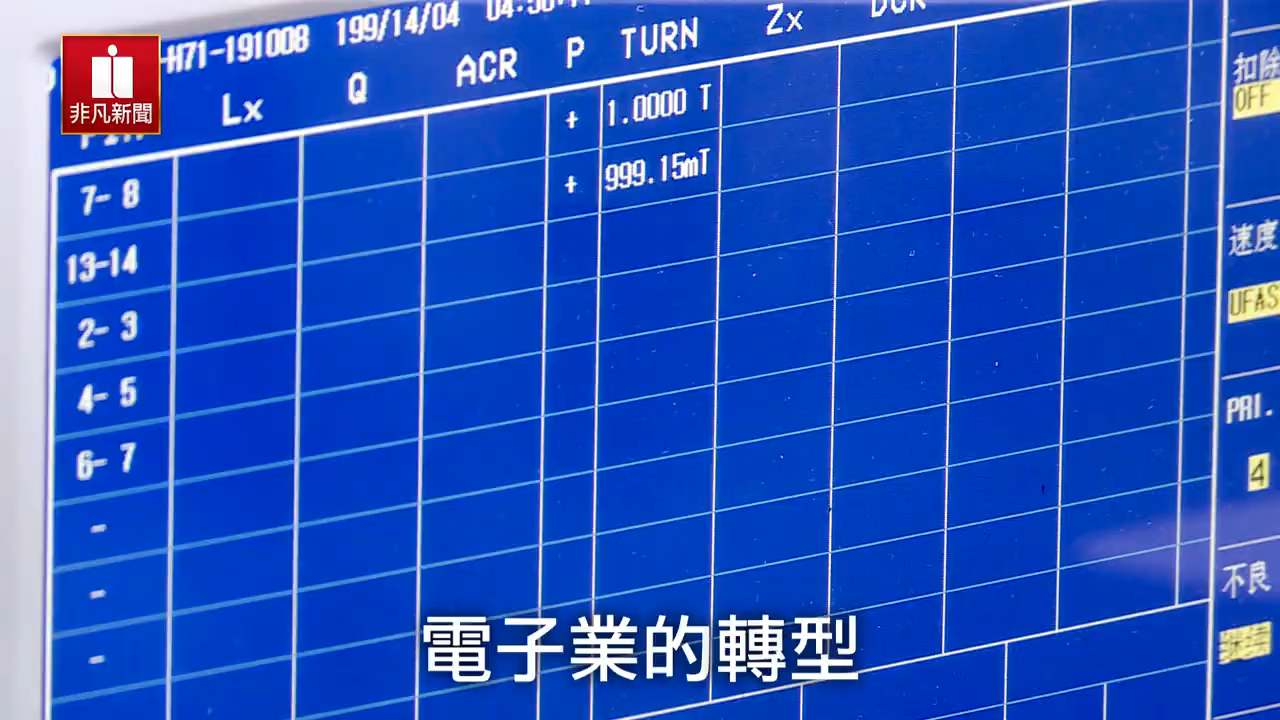 H71-191008 199/14/04
Lx Q ACR P TURN Zx DCR
+ 1.0000 T
7- 8 + 999.15mT
13-14
2- 3
4- 5
6- 7
-
-
-
扣除
OFF
速度
UFAS
PRI.
4
不良
非凡新聞
電子業的轉型